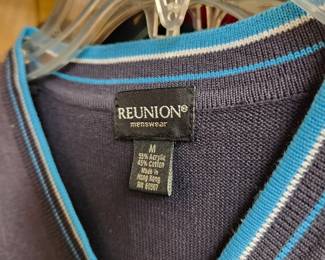 REUNION®
menswear
M
55% Acrylic
45% Cotton
Made in
Hong Kong